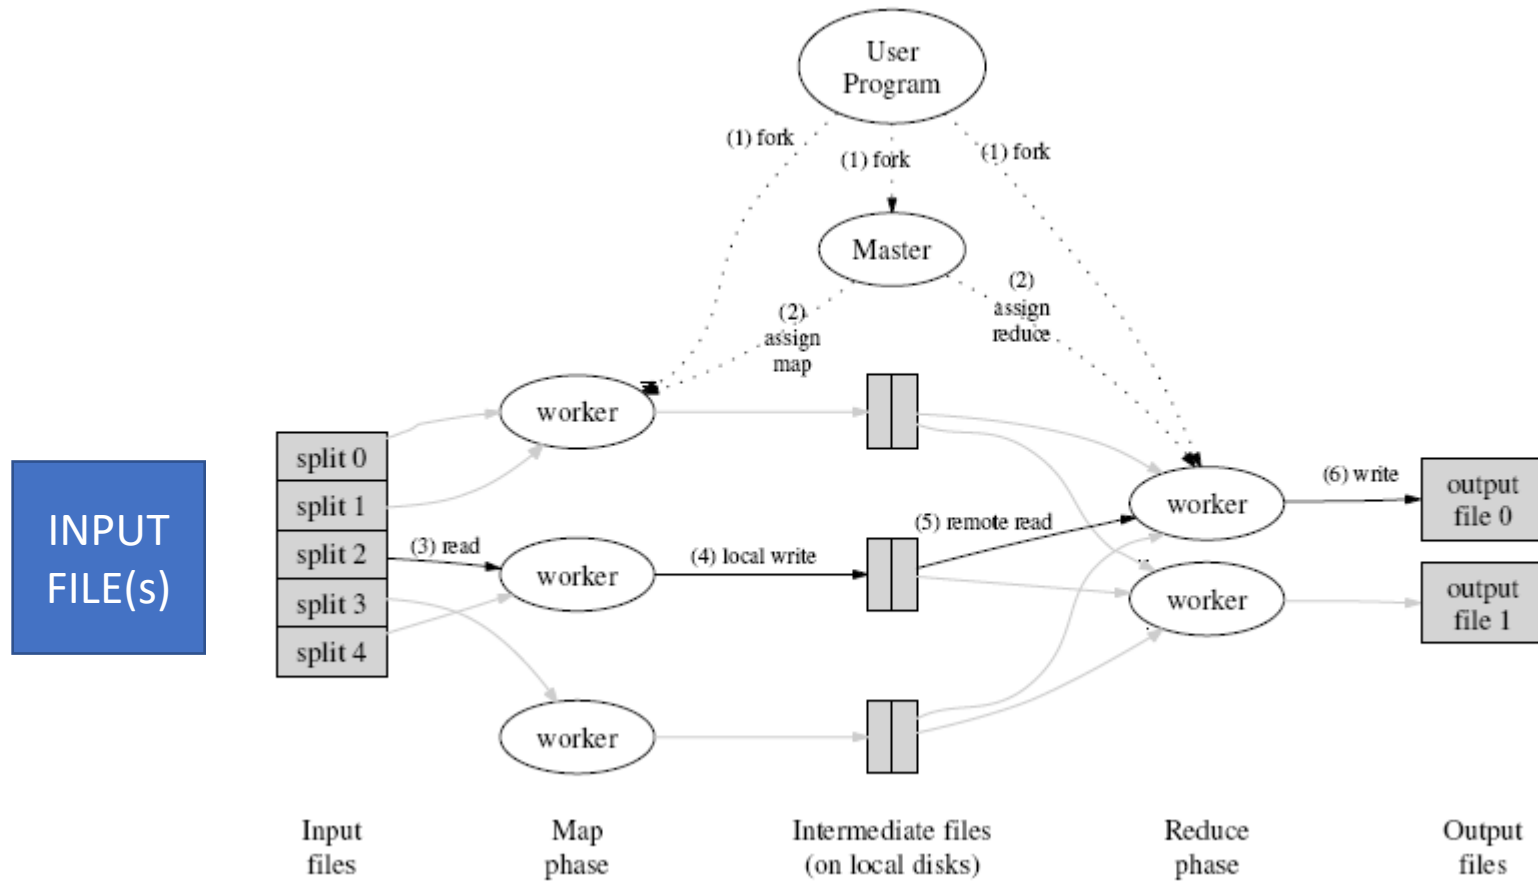 User
Program
(1) fork
(1) fork
(1) fork
Master
(2)
assign
map
(2)
assign
reduce
INPUT
FILE(s)
split 0
split 1
split 2
split 3
split 4
(3) read
worker
worker
worker
(4) local write
(5) remote read
worker
worker
(6) write
output
file 0
output
file 1
Input
files
Map
phase
Intermediate files
(on local disks)
Reduce
phase
Output
files